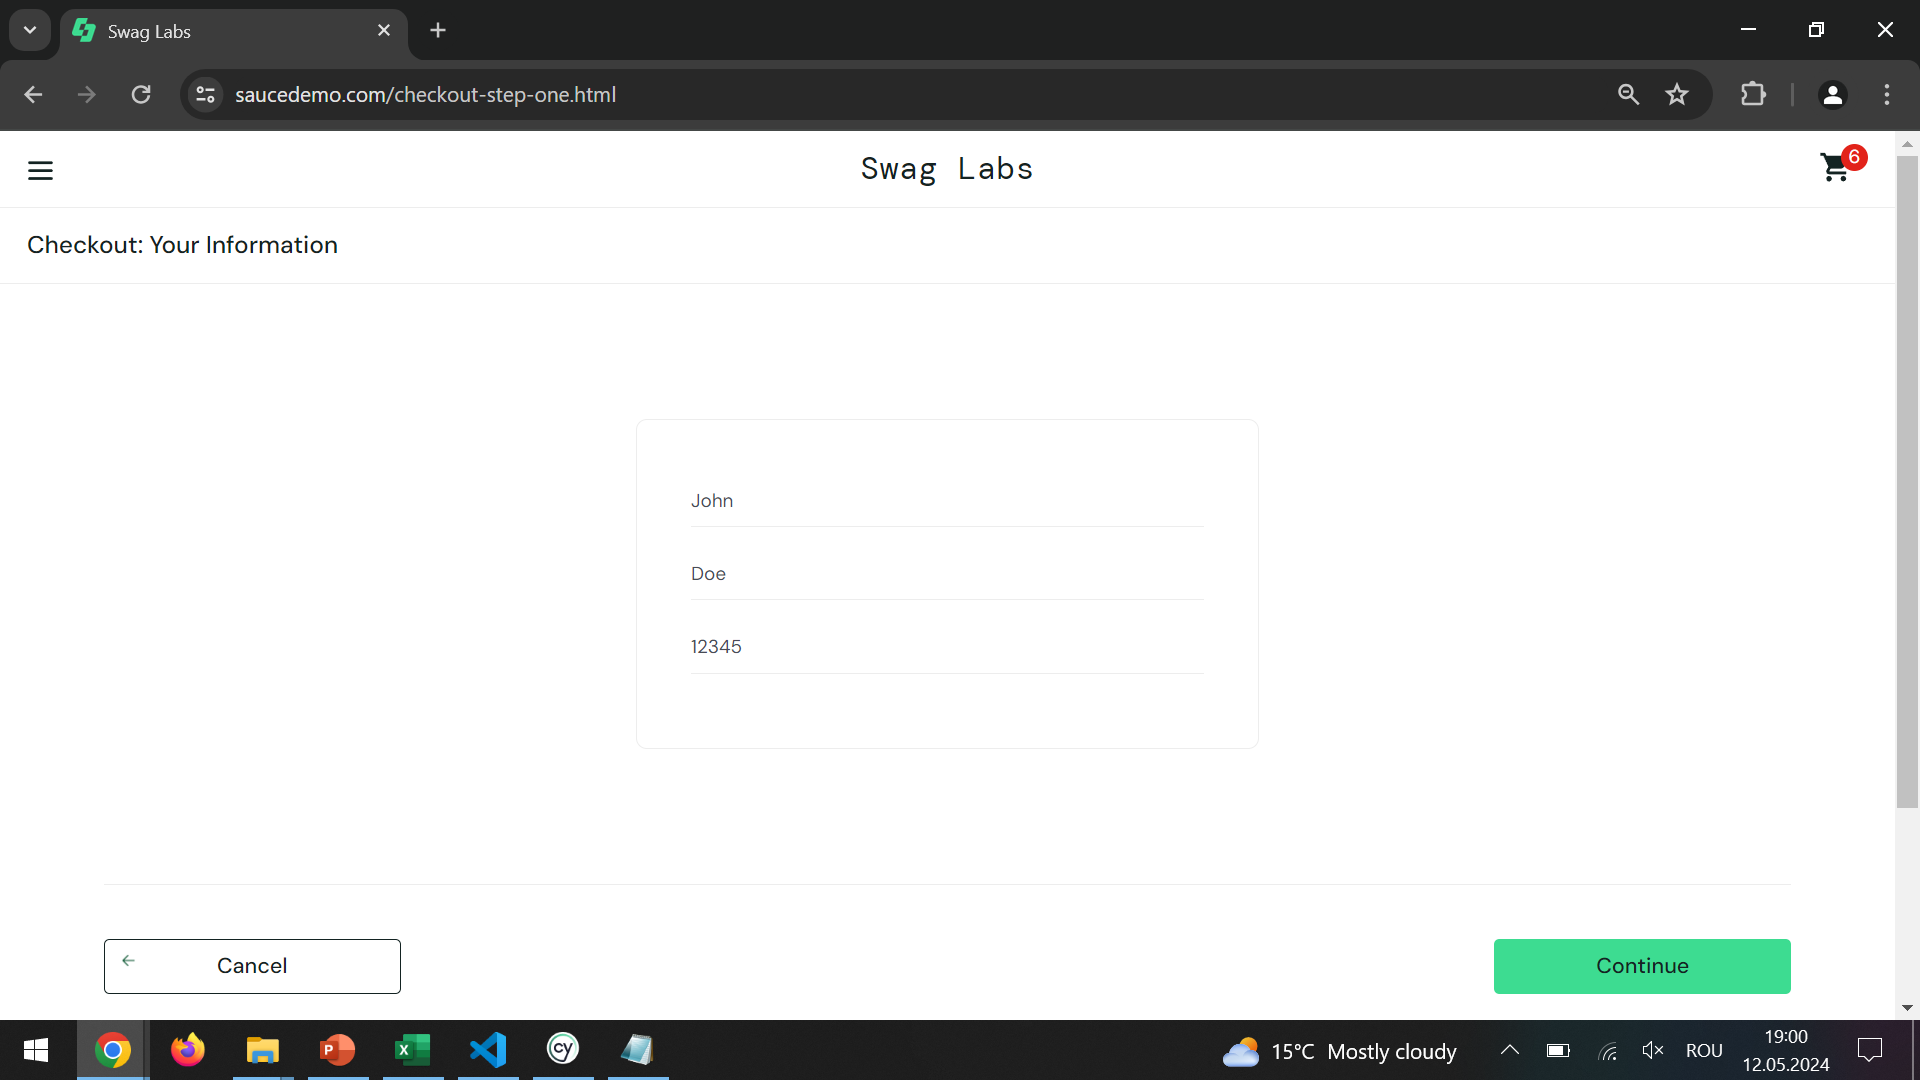 Swag Labs
saucedemo.com/checkout-step-one.html
Swag Labs
6
Checkout: Your Information
John
Doe
12345
Cancel
Continue
P
X
cy
15°C Mostly cloudy
ROU
19:00
12.05.2024